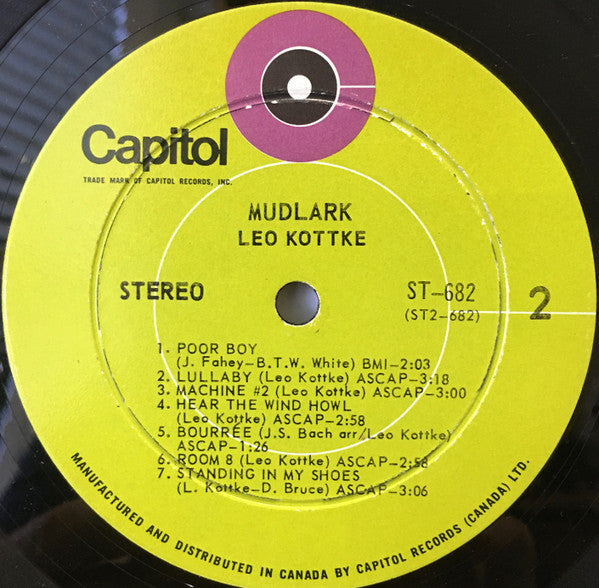 Capitol
TRADE MARK OF CAPITOL RECORDS, INC.
MUDLARK
LEO KOTTKE
STEREO
ST-682
(ST2-682)
2
1. POOR BOY
(J. Fahey-B.T.W. White) BMI-2:03
2. LULLABY (Leo Kottke) ASCAP-3:18
3. MACHINE #2 (Leo Kottke) ASCAP-3:00
4. HEAR THE WIND HOWL
(Leo Kottke) ASCAP-2:58
5. BOURRÉE (J.S. Bach arr/Leo Kottke)
ASCAP-1:26
6. ROOM 8 (Leo Kottke) ASCAP-2:58
7. STANDING IN MY SHOES
(L. Kottke-D. Bruce) ASCAP-3:06
MANUFACTURED AND DISTRIBUTED IN CANADA BY CAPITOL RECORDS (CANADA) LTD.